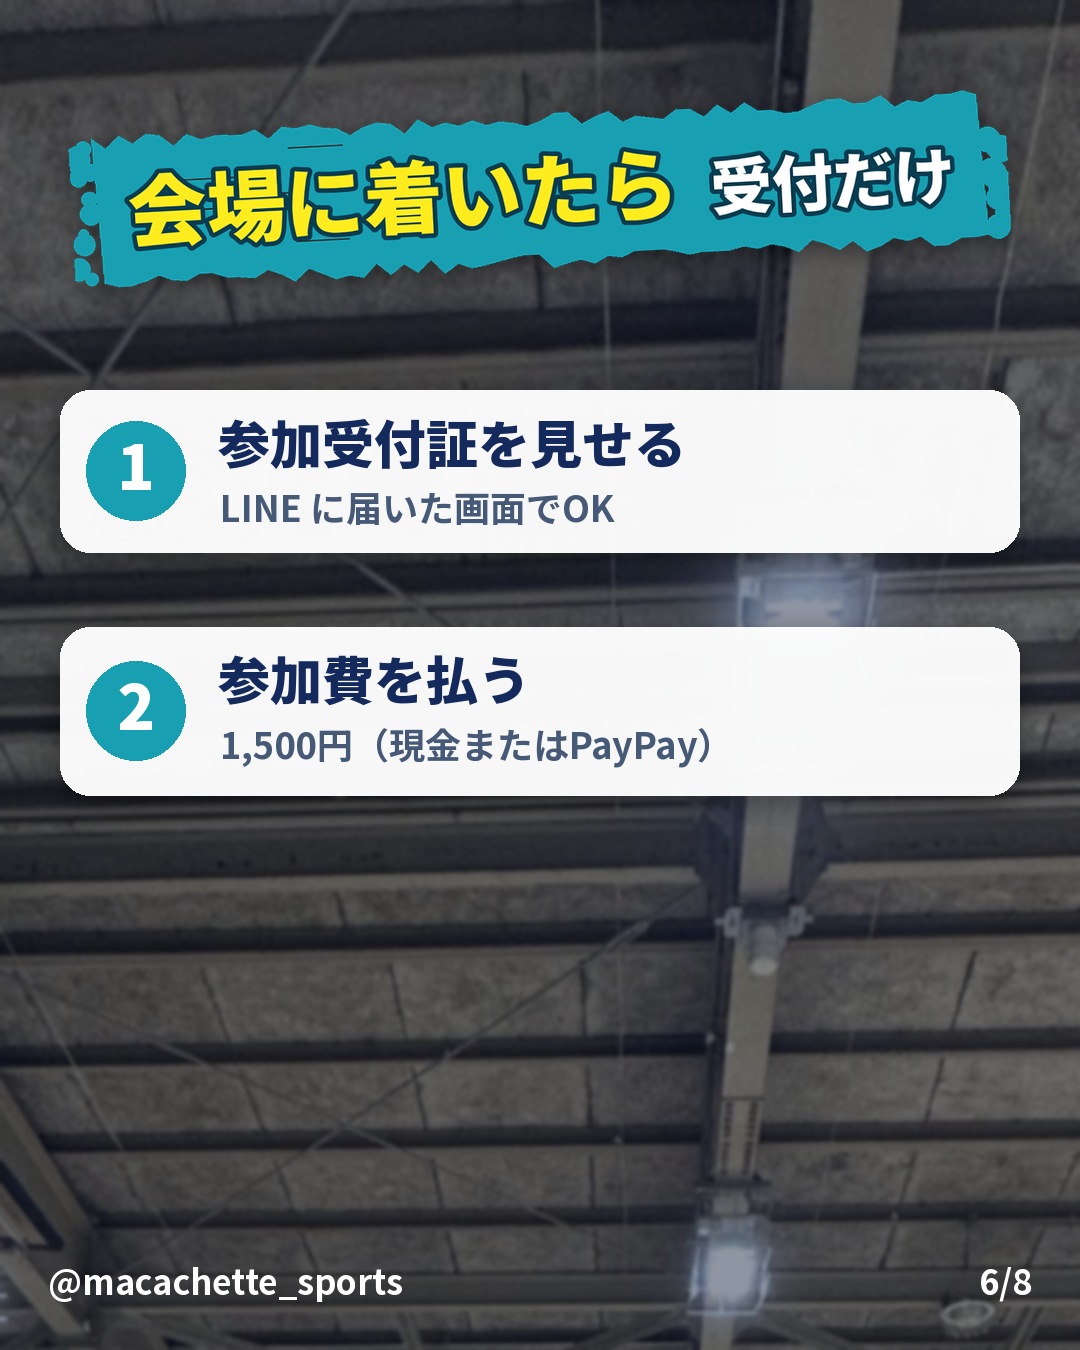 会場に着いたら 受付だけ
1
参加受付証を見せる
LINE に届いた画面でOK
2
参加費を払う
1,500円（現金またはPayPay）
@macachette_sports
6/8